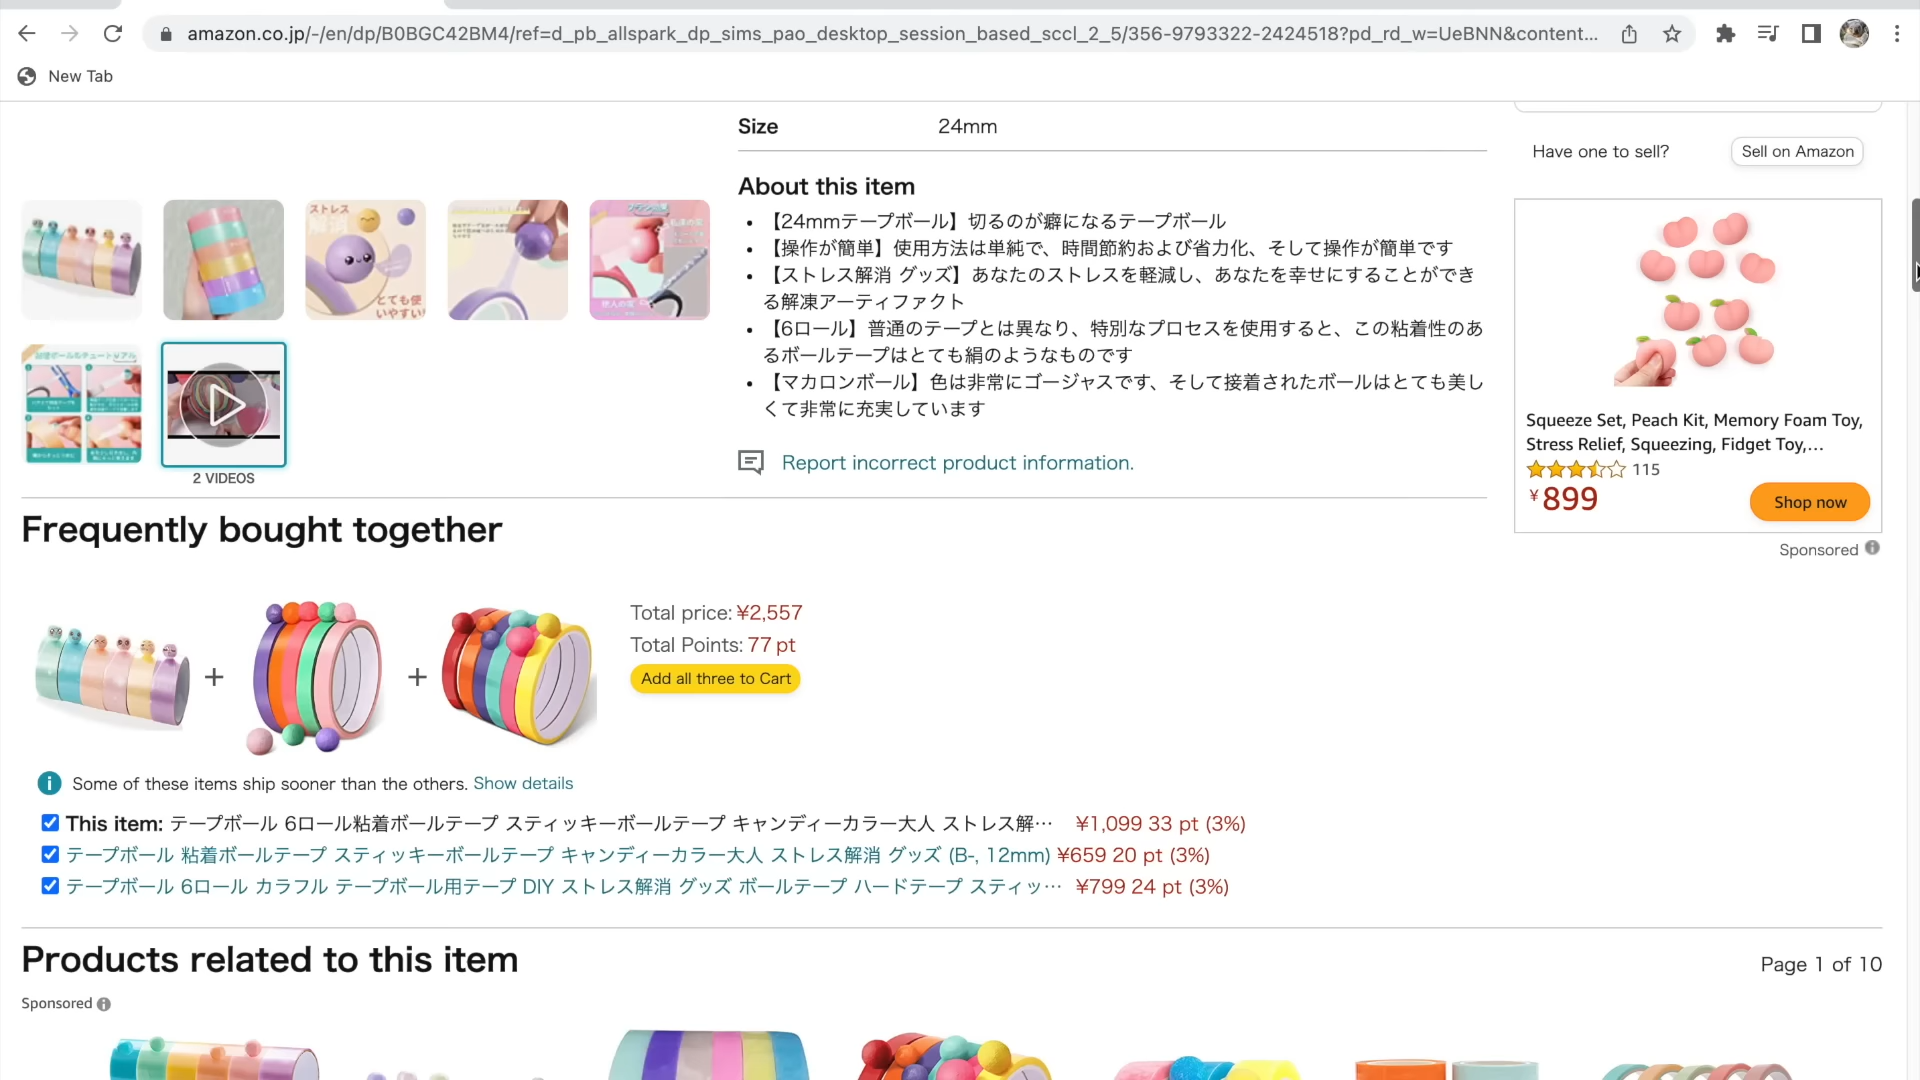 amazon.co.jp/-/en/dp/B0BGC42BM4/ref=d_pb_allspark_dp_sims_pao_desktop_session_based_sccl_2_5/356-9793322-2424518?pd_rd_w=UeBNN&content...
New Tab
Size 24mm
Have one to sell? Sell on Amazon
About this item
• 【24mmテープボール】切るのが癖になるテープボール
• 【操作が簡単】使用方法は単純で、時間節約および省力化、そして操作が簡単です
• 【ストレス解消 グッズ】あなたのストレスを軽減し、あなたを幸せにすることができ
る解凍アーティファクト
• 【6ロール】普通のテープとは異なり、特別なプロセスを使用すると、この粘着性のあ
るボールテープはとても絹のようなものです
• 【マカロンボール】色は非常にゴージャスです、そして接着されたボールはとても美し
くて非常に充実しています
Report incorrect product information.
ストレス
とても使
いやすい!
2 VIDEOS
Squeeze Set, Peach Kit, Memory Foam Toy,
Stress Relief, Squeezing, Fidget Toy,...
115
¥899
Shop now
Sponsored
Frequently bought together
Total price: ¥2,557
Total Points: 77 pt
Add all three to Cart
Some of these items ship sooner than the others. Show details
This item: テープボール 6ロール粘着ボールテープ スティッキーボールテープ キャンディーカラー大人 ストレス解… ¥1,099 33 pt (3%)
テープボール 粘着ボールテープ スティッキーボールテープ キャンディーカラー大人 ストレス解消 グッズ (B-, 12mm) ¥659 20 pt (3%)
テープボール 6ロール カラフル テープボール用テープ DIY ストレス解消 グッズ ボールテープ ハードテープ スティッ… ¥799 24 pt (3%)
Products related to this item
Page 1 of 10
Sponsored